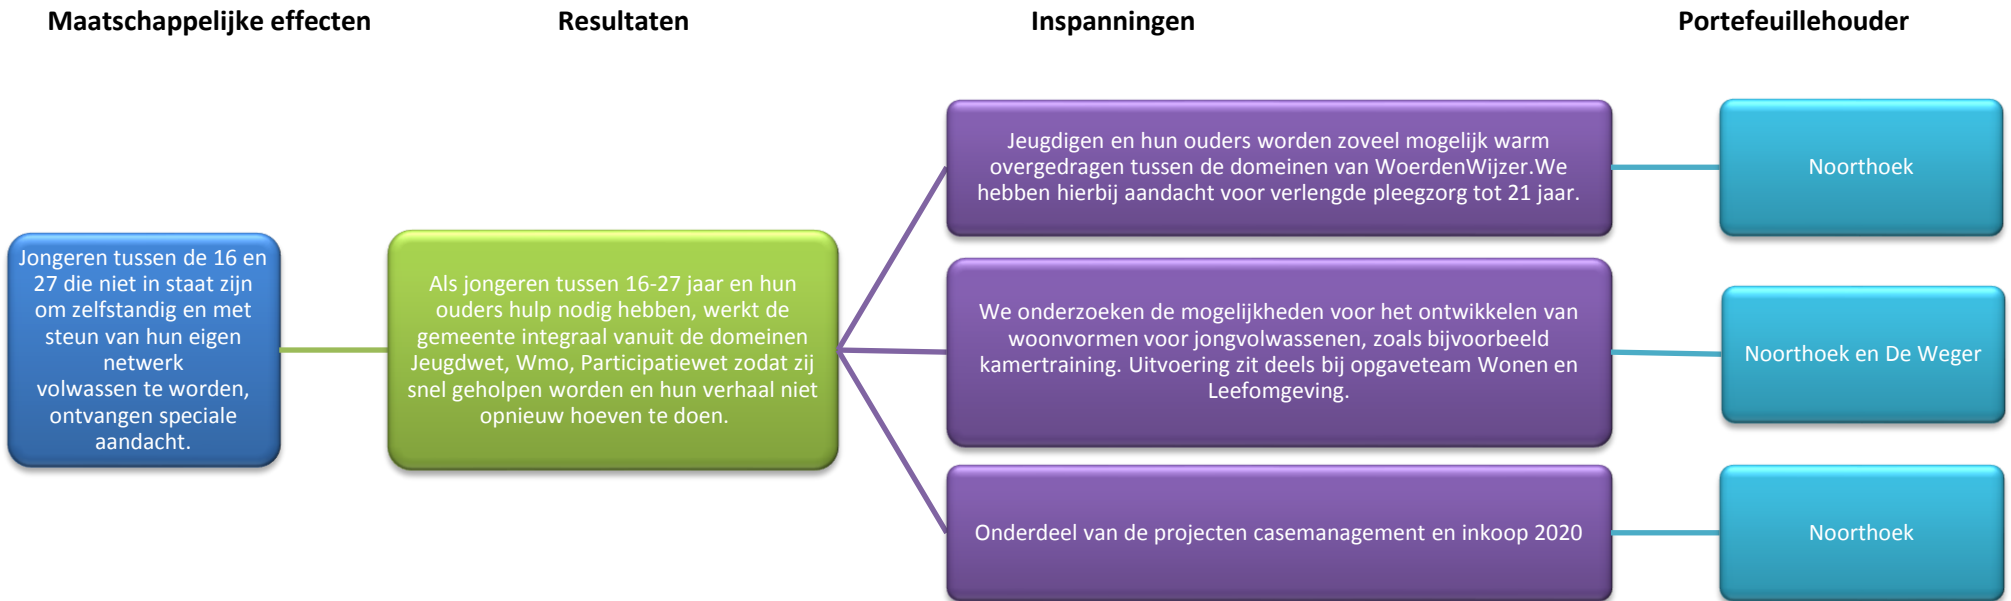 Maatschappelijke effecten
Resultaten
Inspanningen
Portefeuillehouder
Jongeren tussen de 16 en
27 die niet in staat zijn
om zelfstandig en met
steun van hun eigen
netwerk
volwassen te worden,
ontvangen speciale
aandacht.
Als jongeren tussen 16-27 jaar en hun
ouders hulp nodig hebben, werkt de
gemeente integraal vanuit de domeinen
Jeugdwet, Wmo, Participatiewet zodat zij
snel geholpen worden en hun verhaal niet
opnieuw hoeven te doen.
Jeugdigen en hun ouders worden zoveel mogelijk warm
overgedragen tussen de domeinen van WoerdenWijzer.We
hebben hierbij aandacht voor verlengde pleegzorg tot 21 jaar.
Noorthoek
We onderzoeken de mogelijkheden voor het ontwikkelen van
woonvormen voor jongvolwassenen, zoals bijvoorbeeld
kamertraining. Uitvoering zit deels bij opgaveteam Wonen en
Leefomgeving.
Noorthoek en De Weger
Onderdeel van de projecten casemanagement en inkoop 2020
Noorthoek